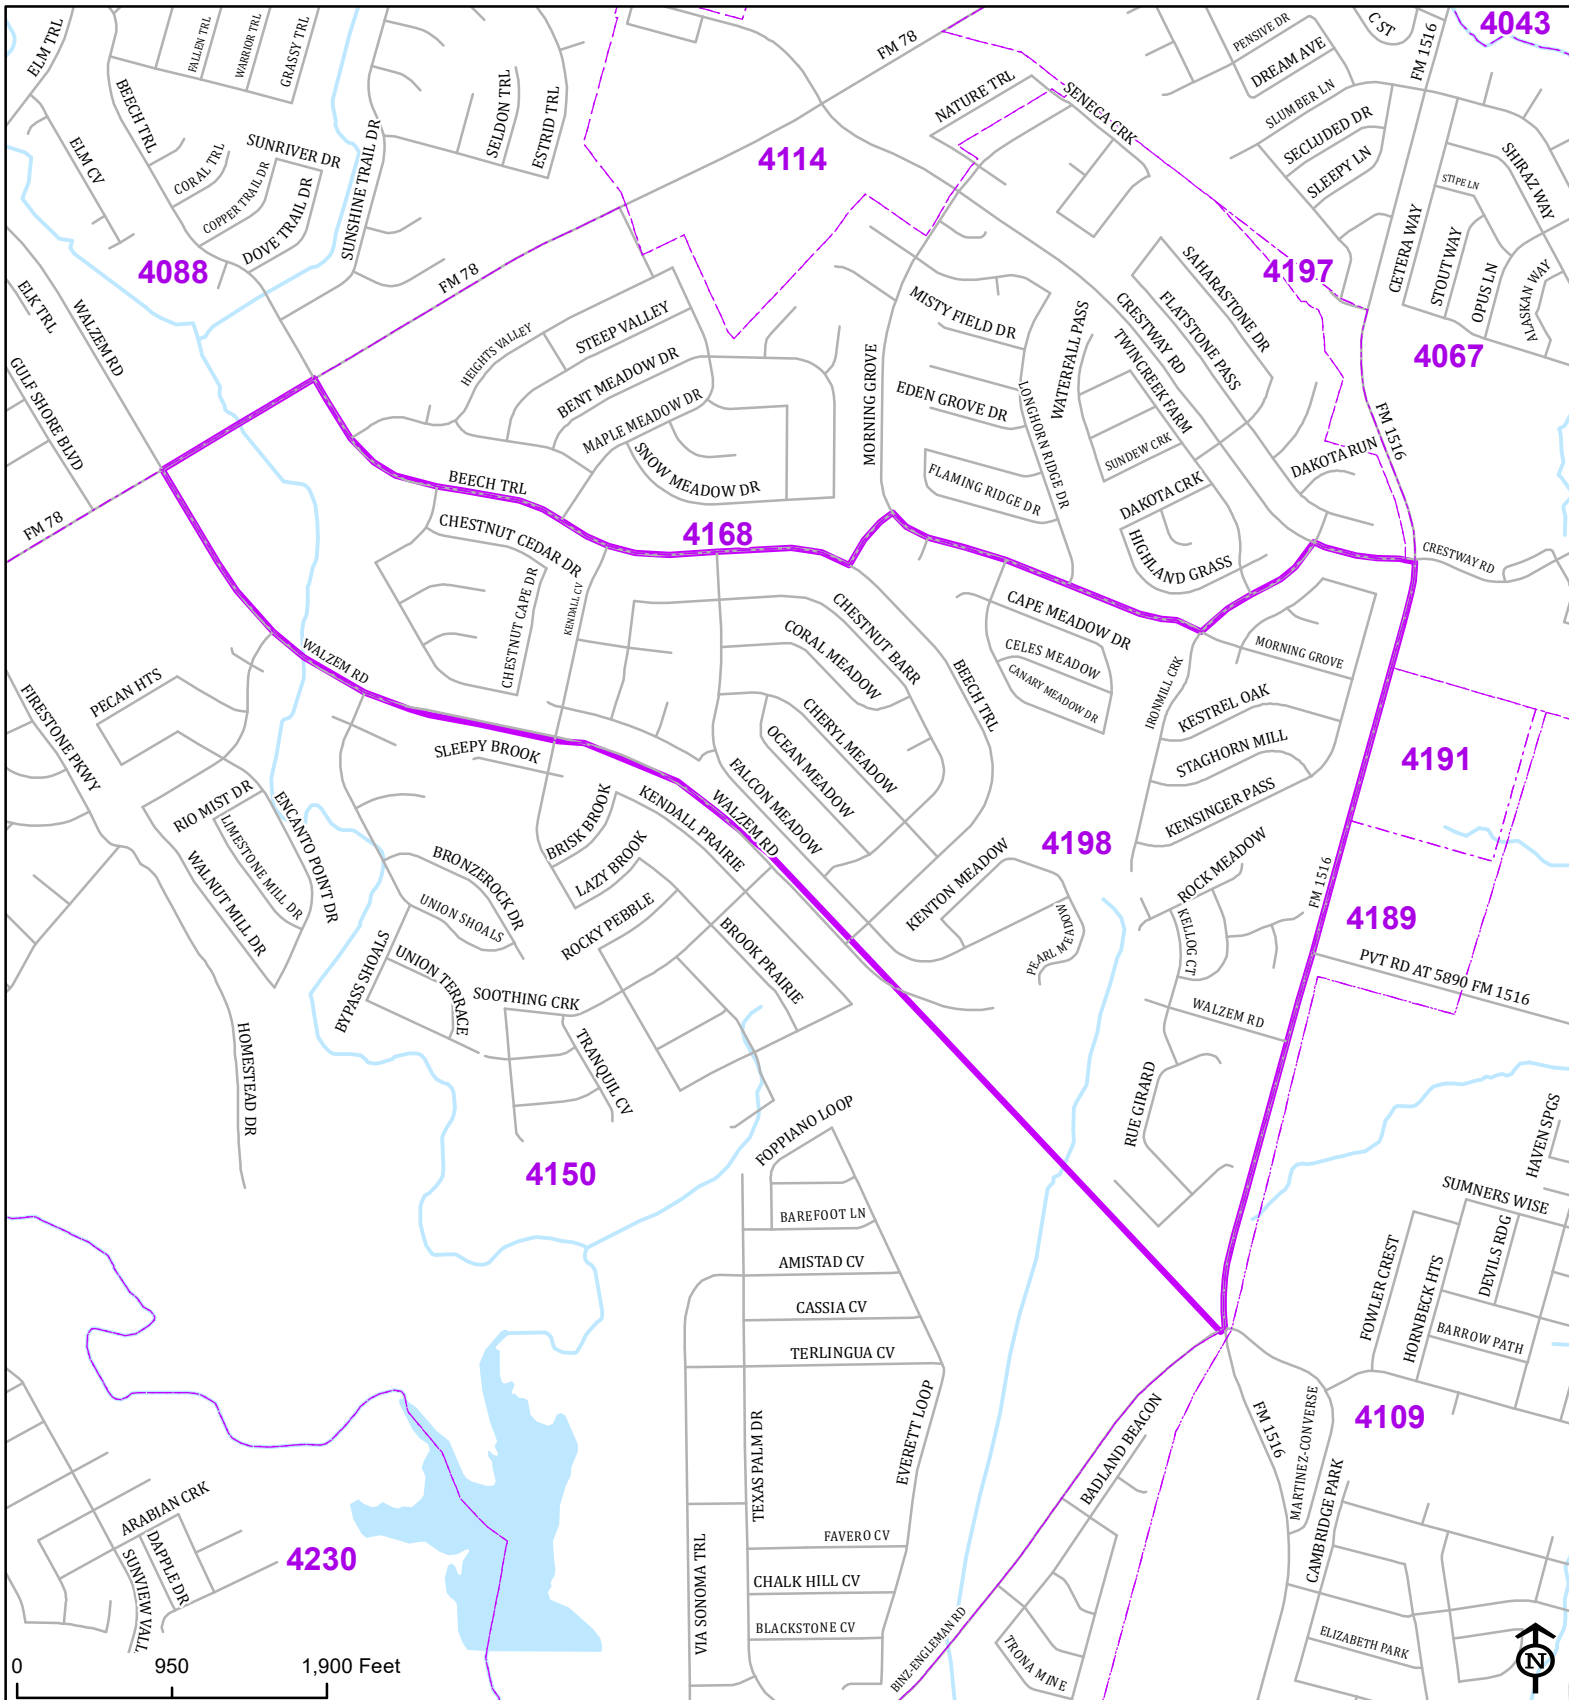 4043
C ST
FM 1516
PENSIVE DR
DREAM AVE
SLUMBER LN
SECLUDED DR
SLEEPY LN
SHIRAZ WAY
STIPE LN
CETERA WAY
STOUT WAY
OPUS LN
ALASKAN WAY
ELM TRL
FALLEN TRL
WARRIOR TRL
GRASSY TRL
BEECH TRL
ELM CV
CORAL TRL
SUNRIVER DR
COPPER TRAIL DR
DOVE TRAIL DR
SUNSHINE TRAIL DR
SELDON TRL
ESTRID TRL
FM 78
NATURE TRL
SENECA CRK
4114
4088
4197
4067
FM 78
ELK TRL
WALZEM RD
GULF SHORE BLVD
FM 78
HEIGHTS VALLEY
STEEP VALLEY
BENT MEADOW DR
MAPLE MEADOW DR
SNOW MEADOW DR
MORNING GROVE
MISTY FIELD DR
EDEN GROVE DR
FLAMING RIDGE DR
LONGHORN RIDGE DR
WATERFALL PASS
CRESTWAY RD
TWINCREEK FARM
FLATSTONE PASS
SAHARASTONE DR
SUNDEW CRK
DAKOTA CRK
DAKOTA RUN
HIGHLAND GRASS
FM 1516
CRESTWAY RD
BEECH TRL
4168
CHESTNUT CEDAR DR
CHESTNUT CAPE DR
KENDALL CV
CHESTNUT BARR
CORAL MEADOW
CHERYL MEADOW
OCEAN MEADOW
FALCON MEADOW
BEECH TRL
CAPE MEADOW DR
CELES MEADOW
CANARY MEADOW DR
IRONMILL CRK
MORNING GROVE
KESTREL OAK
STAGHORN MILL
KENSINGER PASS
4191
WALZEM RD
PECAN HTS
FIRESTONE PKWY
SLEEPY BROOK
BRISK BROOK
KENDALL PRAIRIE
WALZEM RD
LAZY BROOK
ROCKY PEBBLE
BROOK PRAIRIE
RIO MIST DR
LIMESTONE MILL DR
ENCANTO POINT DR
WALNUT MILL DR
BRONZEROCK DR
UNION SHOALS
BYPASS SHOALS
UNION TERRACE
SOOTHING CRK
TRANQUIL CV
HOMESTEAD DR
4198
KENTON MEADOW
PEARL MEADOW
ROCK MEADOW
KELLOG CT
WALZEM RD
RUE GIRARD
FM 1516
4189
PVT RD AT 5890 FM 1516
4150
FOPPIANO LOOP
BAREFOOT LN
AMISTAD CV
CASSIA CV
TERLINGUA CV
EVERETT LOOP
TEXAS PALM DR
VIA SONOMA TRL
FAVERO CV
CHALK HILL CV
BLACKSTONE CV
HAVEN SPGS
SUMNERS WISE
DEVILS RDG
FOWLER CREST
HORNBECK HTS
BARROW PATH
4109
FM 1516
MARTINEZ-CONVERSE
CAMBRIDGE PARK
ELIZABETH PARK
BADLAND BEACON
BINZ-ENGLEMAN RD
TRONA MINE
ARABIAN CRK
DAPPLE DR
SUNVIEW VALL
4230
0 950 1,900 Feet
N